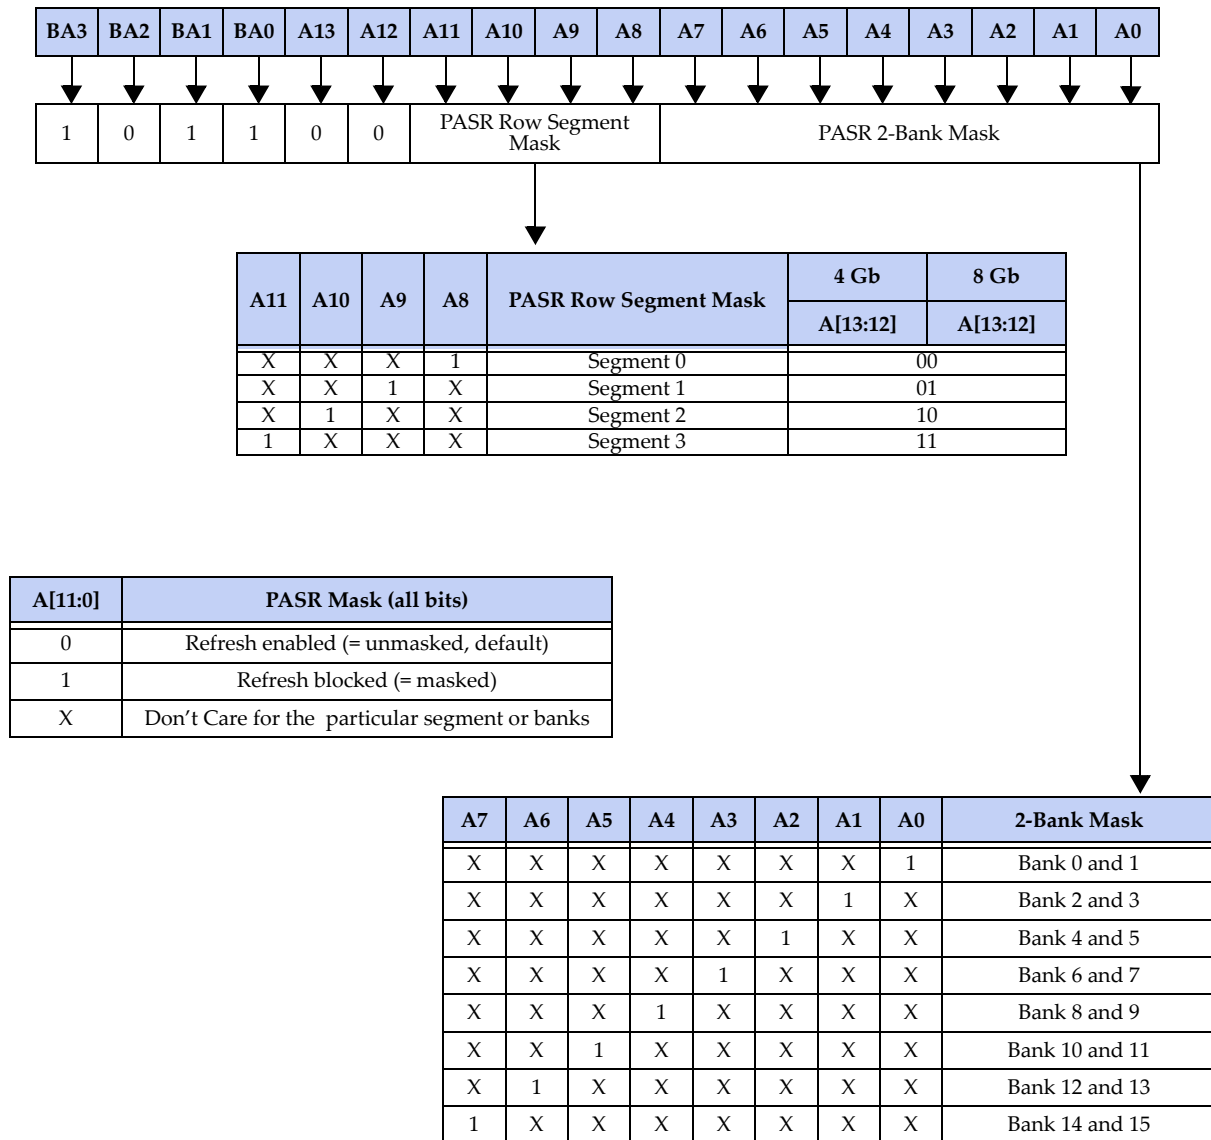 BA3 BA2 BA1 BA0 A13 A12 A11 A10 A9 A8 A7 A6 A5 A4 A3 A2 A1 A0
1 0 1 1 0 0 PASR Row Segment Mask PASR 2-Bank Mask
A11 A10 A9 A8 PASR Row Segment Mask 4 Gb 8 Gb
A[13:12] A[13:12]
X X X 1 Segment 0 00
X X 1 X Segment 1 01
X 1 X X Segment 2 10
1 X X X Segment 3 11
A[11:0] PASR Mask (all bits)
0 Refresh enabled (= unmasked, default)
1 Refresh blocked (= masked)
X Don’t Care for the particular segment or banks
A7 A6 A5 A4 A3 A2 A1 A0 2-Bank Mask
X X X X X X X 1 Bank 0 and 1
X X X X X X 1 X Bank 2 and 3
X X X X X 1 X X Bank 4 and 5
X X X X 1 X X X Bank 6 and 7
X X X 1 X X X X Bank 8 and 9
X X 1 X X X X X Bank 10 and 11
X 1 X X X X X X Bank 12 and 13
1 X X X X X X X Bank 14 and 15